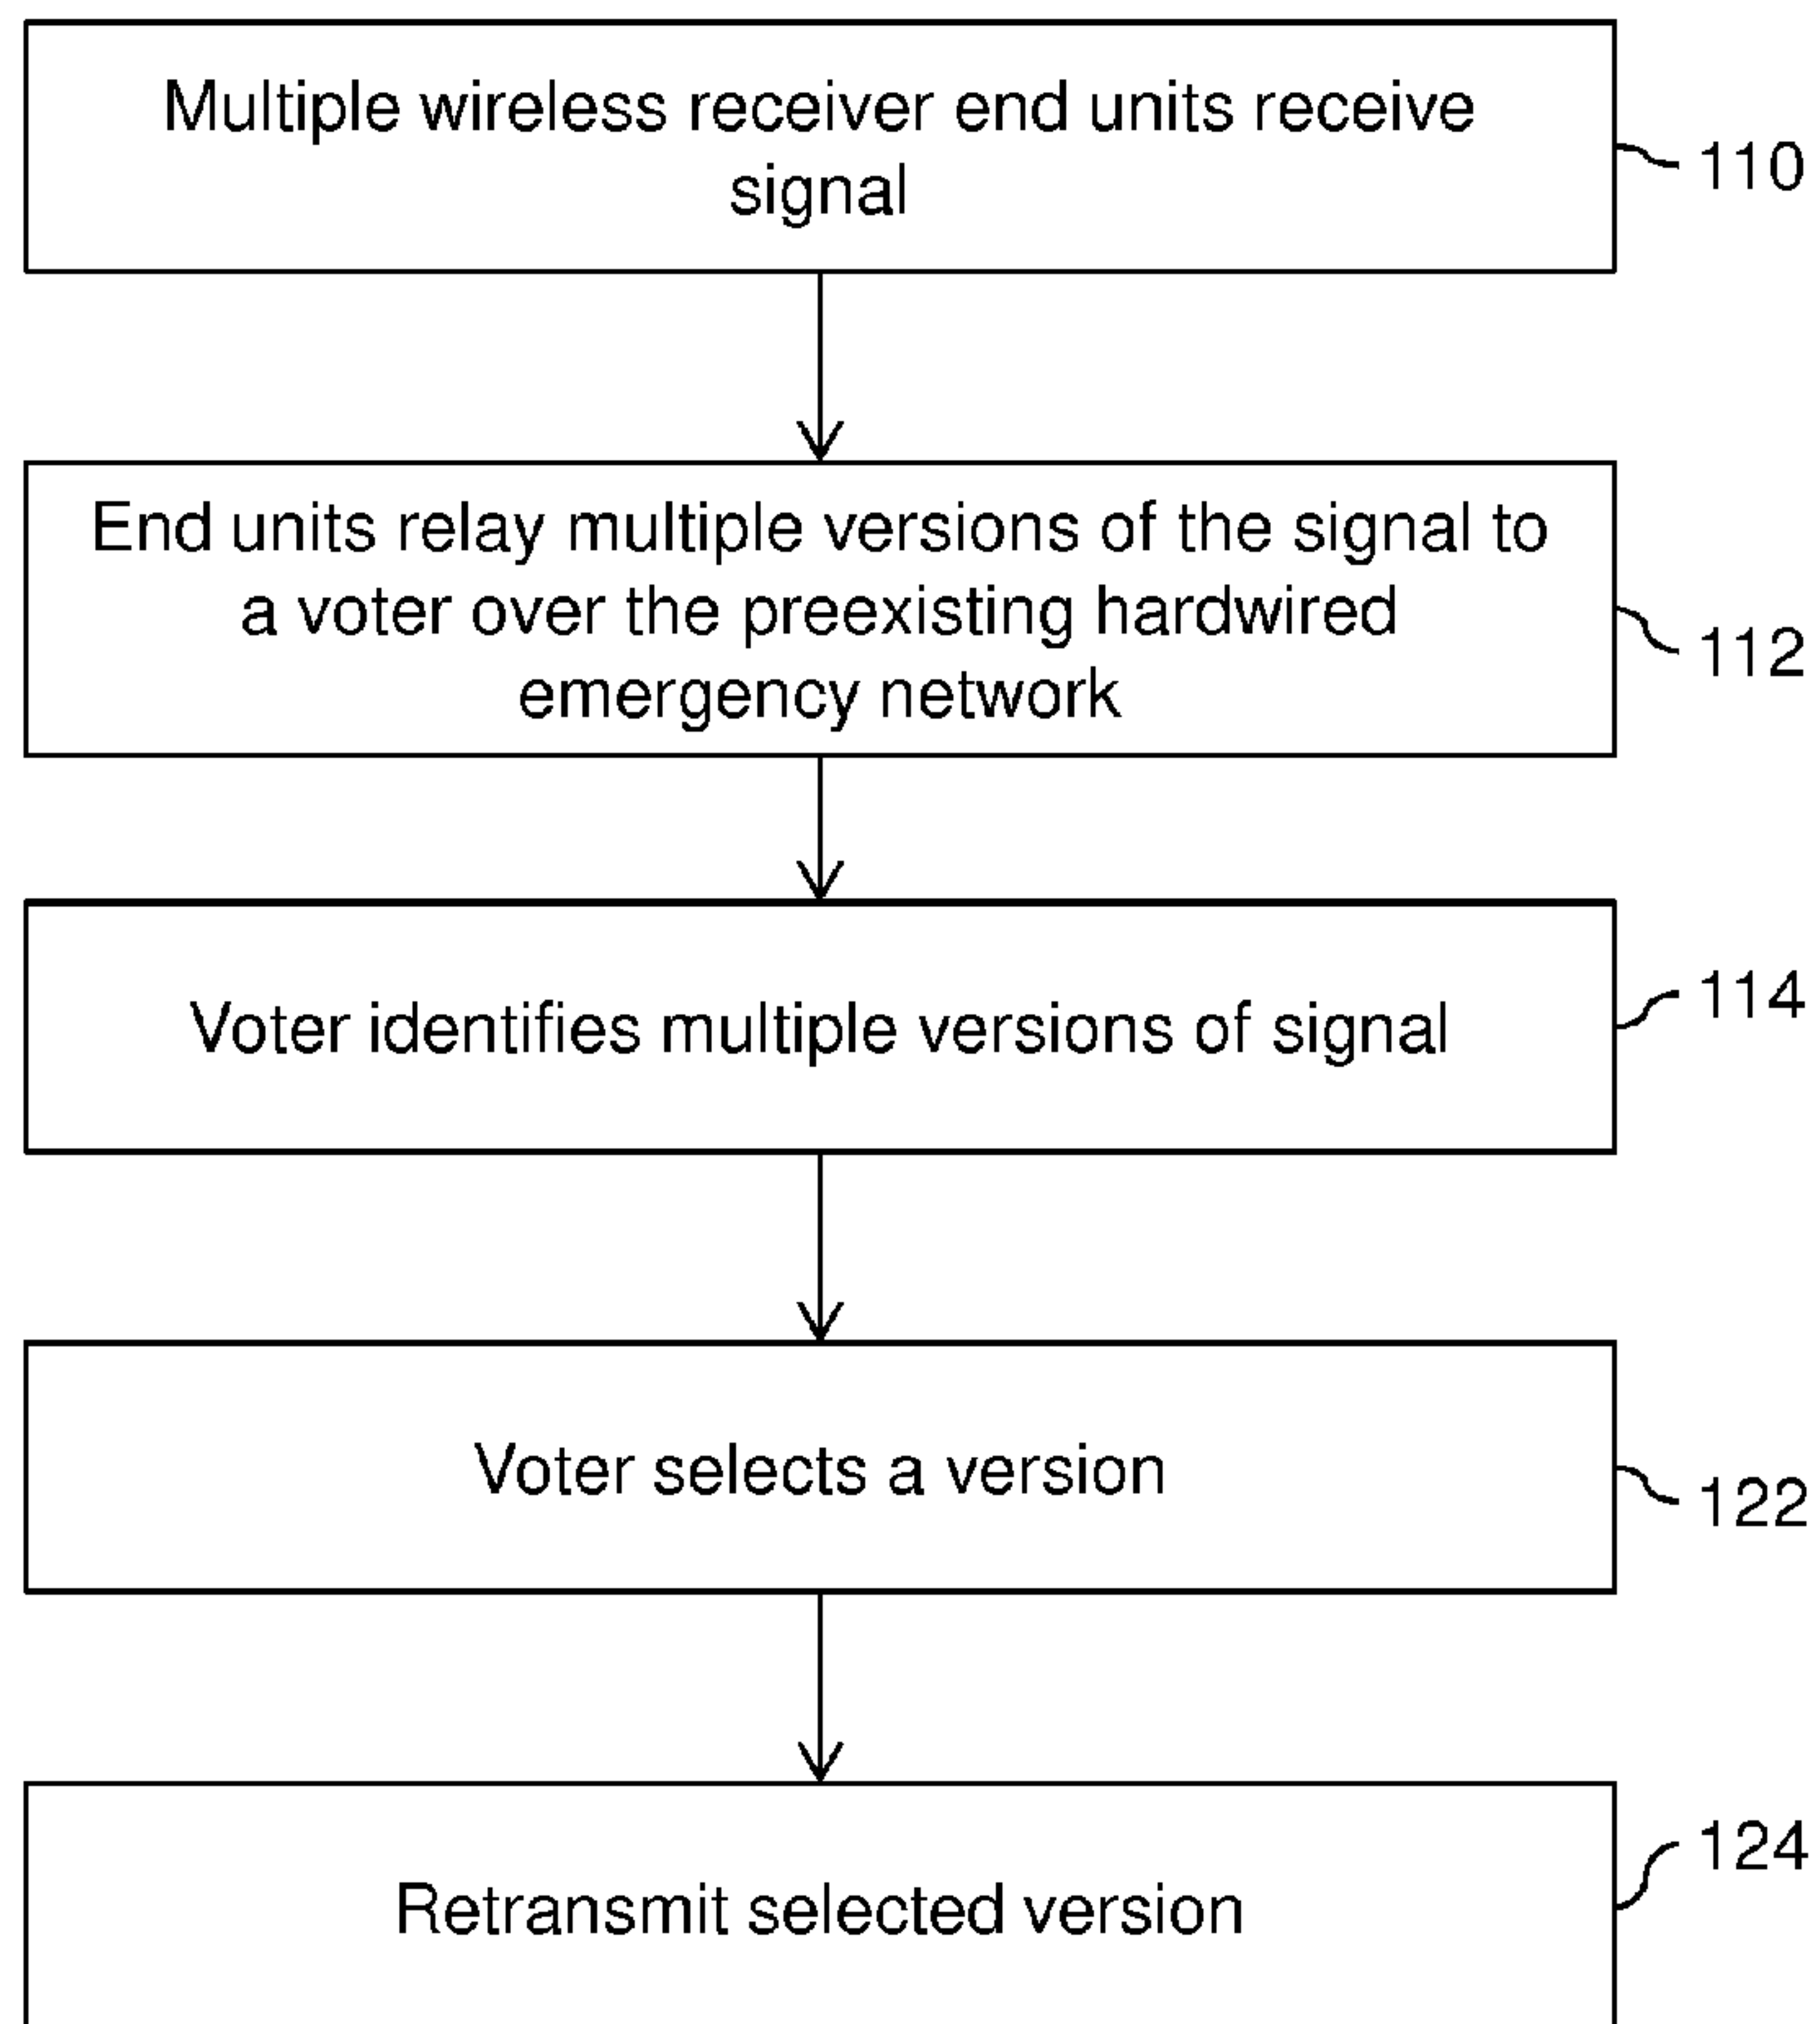 Multiple wireless receiver end units receive
signal
110
End units relay multiple versions of the signal to
a voter over the preexisting hardwired
emergency network
112
Voter identifies multiple versions of signal
114
Voter selects a version
122
Retransmit selected version
124